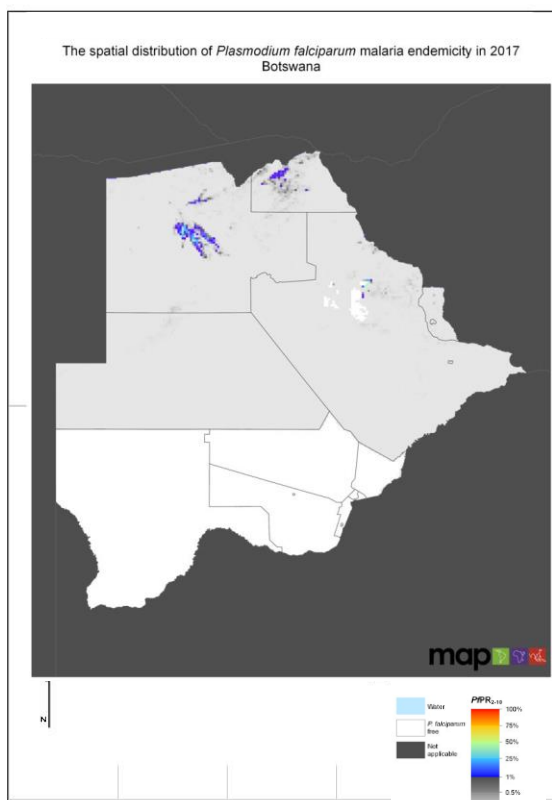 The spatial distribution of Plasmodium falciparum malaria endemicity in 2017
Botswana
map
N
Water
P. falciparum
free
Not
applicable
PfPR2-10
100%
75%
50%
25%
1%
0.5%